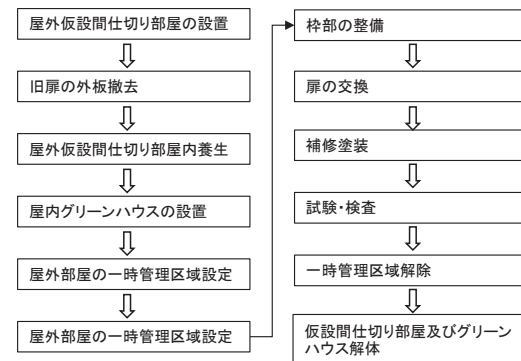 屋外仮設間仕切り部屋の設置
旧扉の外板撤去
屋外仮設間仕切り部屋内養生
屋内グリーンハウスの設置
屋外部屋の一時管理区域設定
屋外部屋の一時管理区域設定
枠部の整備
扉の交換
補修塗装
試験・検査
一時管理区域解除
仮設間仕切り部屋及びグリーン
ハウス解体